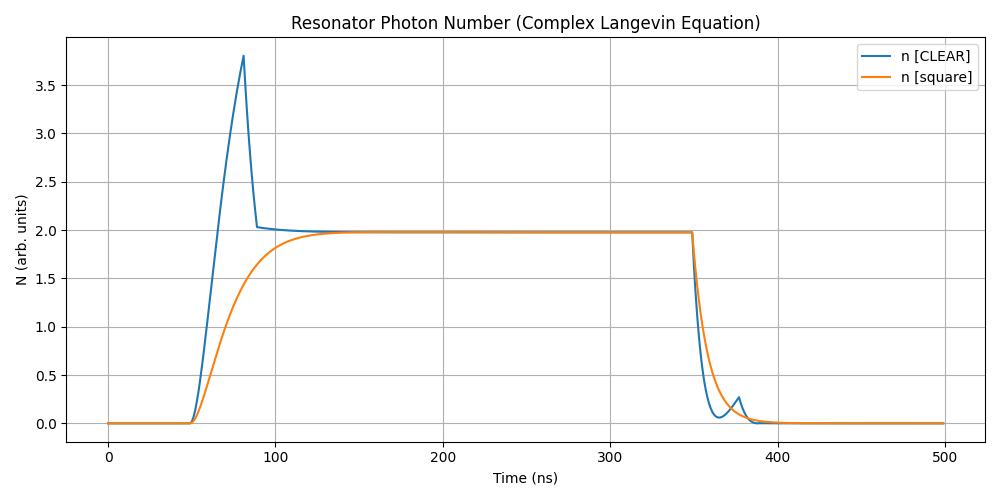 Resonator Photon Number (Complex Langevin Equation)
n [CLEAR]
n [square]
N (arb. units)
3.5
3.0
2.5
2.0
1.5
1.0
0.5
0.0
0 100 200 300 400 500
Time (ns)